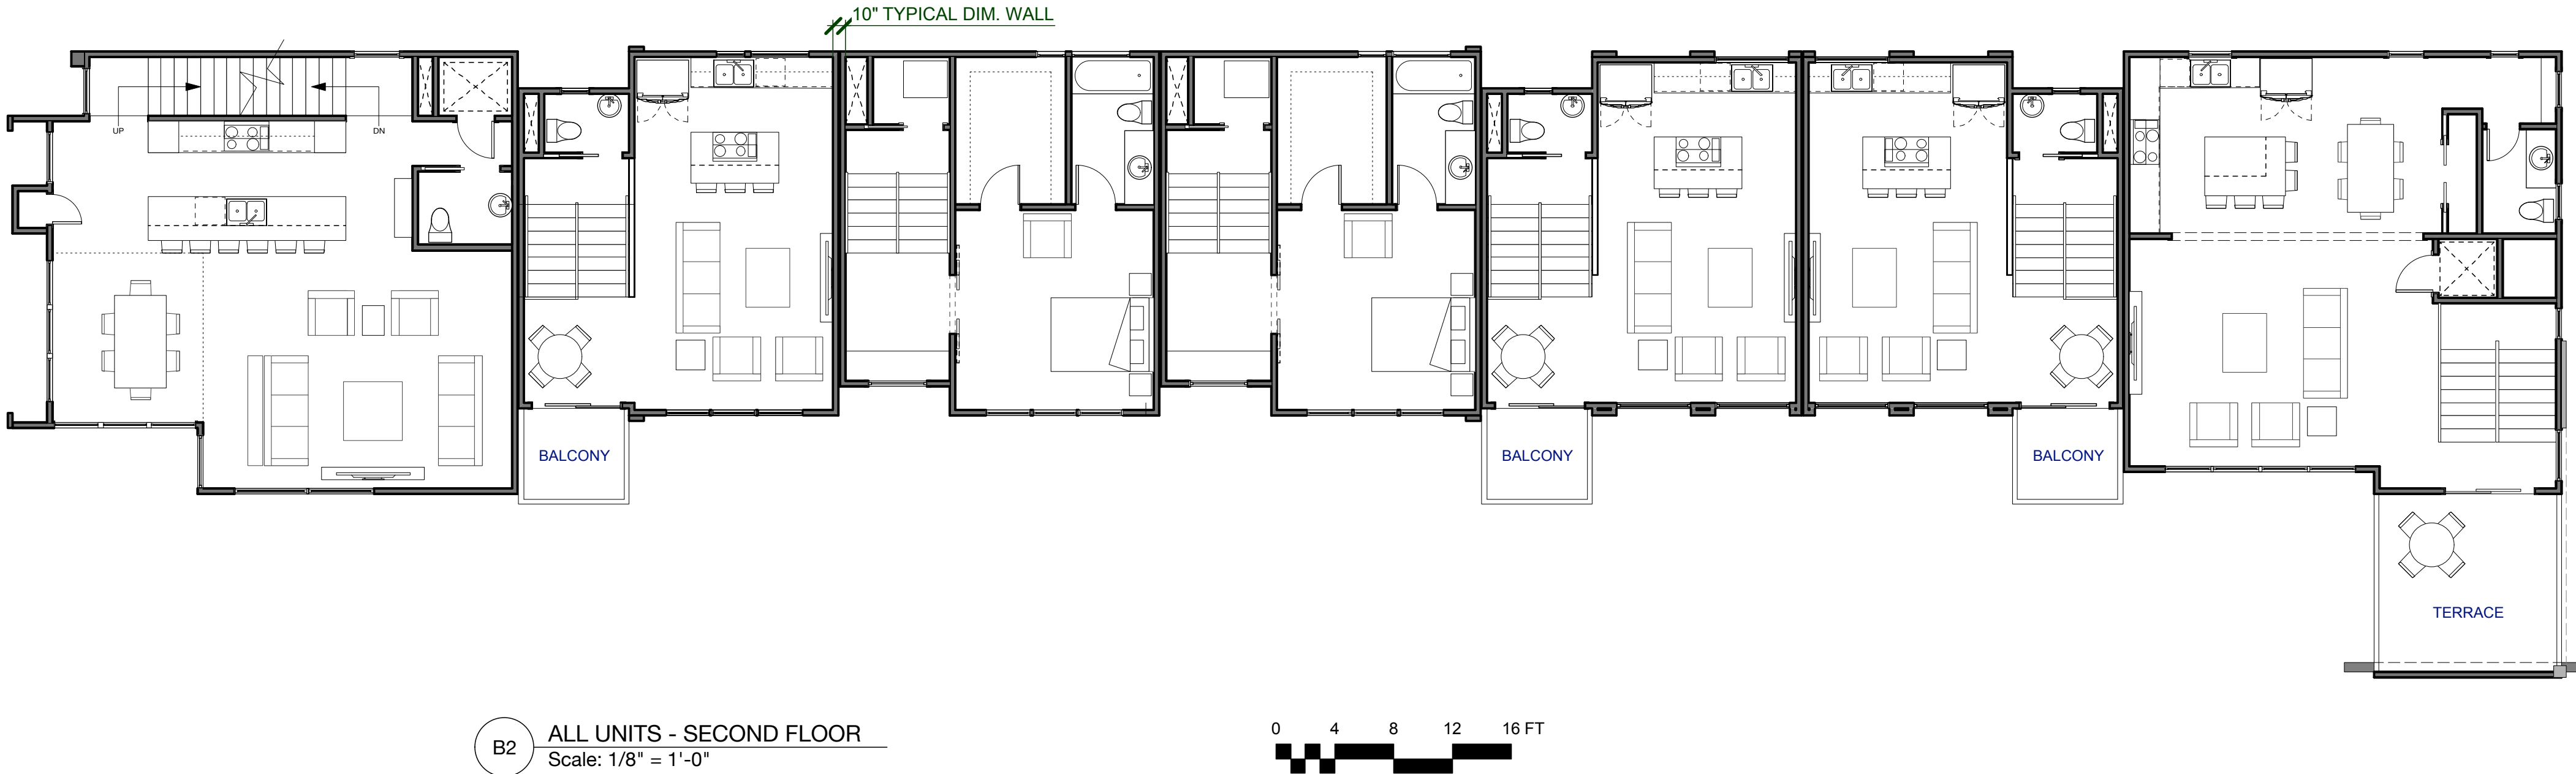 10" TYPICAL DIM. WALL
UP
DN
BALCONY
BALCONY
BALCONY
TERRACE
B2
ALL UNITS - SECOND FLOOR
Scale: 1/8" = 1'-0"
0 4 8 12 16 FT